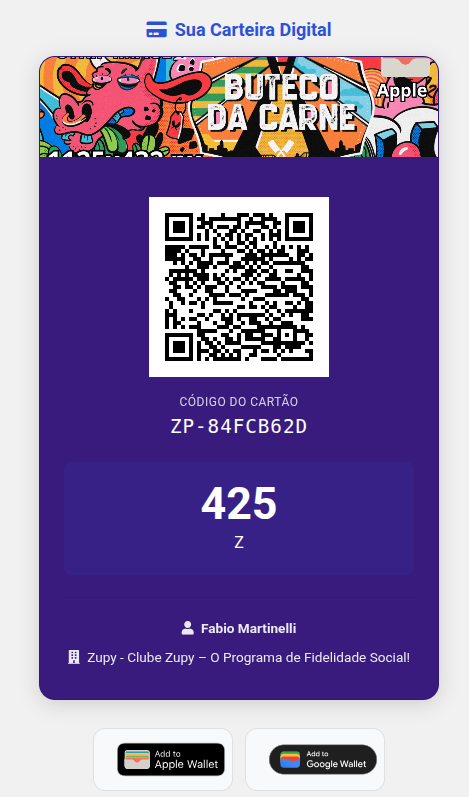 Sua Carteira Digital
BUTECO
DA CARNE
Apple
CÓDIGO DO CARTÃO
ZP-84FCB62D
425
Z
Fabio Martinelli
Zupy - Clube Zupy – O Programa de Fidelidade Social!
Add to
Apple Wallet
Add to
Google Wallet